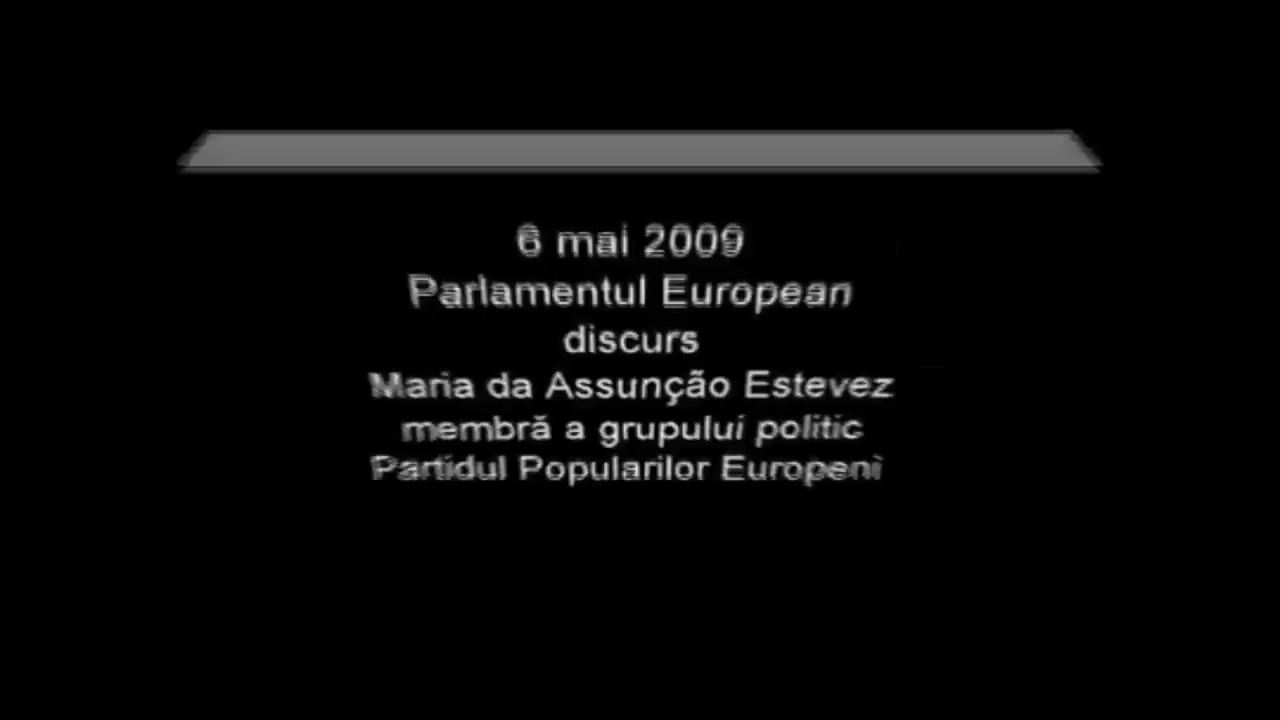 6 mai 2009
Parlamentul European
discurs
Maria da Assunção Estevez
membră a grupului politic
Partidul Popularilor Europeni